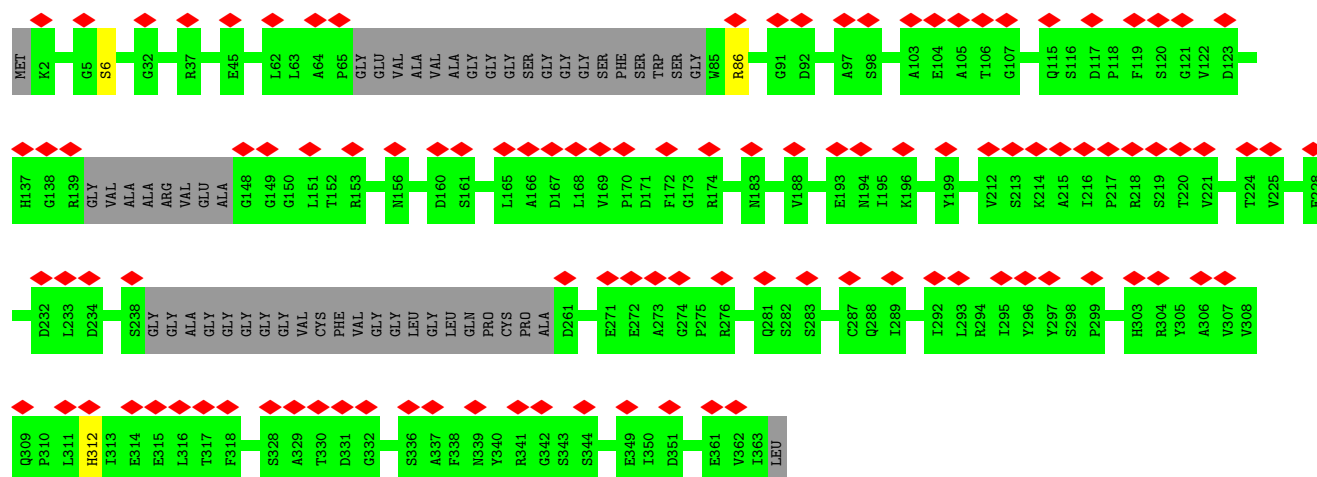 MET K2 G5 S6 G32 R37 E45 L62 L63 A64 P65 GLY GLU VAL ALA VAL ALA GLY GLY GLY SER GLY GLY GLY SER PHE SER TRP SER GLY W85 R86 G91 D92 A97 S98 A103 E104 A105 T106 G107 Q115 S116 D117 P118 F119 S120 G121 V122 D123
H137 G138 R139 GLY VAL ALA ALA ARG VAL GLU ALA G148 G149 G150 L151 T152 R153 N156 D160 S161 L165 A166 D167 L168 V169 P170 D171 F172 G173 R174 N183 V188 E193 N194 I195 K196 Y199 V212 S213 K214 A215 I216 P217 R218 S219 T220 V221 T224 V225
D232 L233 D234 S238 GLY GLY ALA GLY GLY GLY GLY GLY VAL CYS PHE VAL GLY GLY LEU GLY LEU GLN PRO CYS PRO ALA D261 E271 E272 A273 G274 P275 R276 Q281 S282 S283 C287 Q288 I289 I292 L293 R294 I295 Y296 Y297 S298 P299 H303 R304 Y305 A306 V307 V308
Q309 P310 L311 H312 I313 E314 E315 L316 T317 F318 S328 A329 T330 D331 G332 S336 A337 F338 N339 Y340 R341 G342 S343 S344 E349 I350 D351 E361 V362 I363 LEU